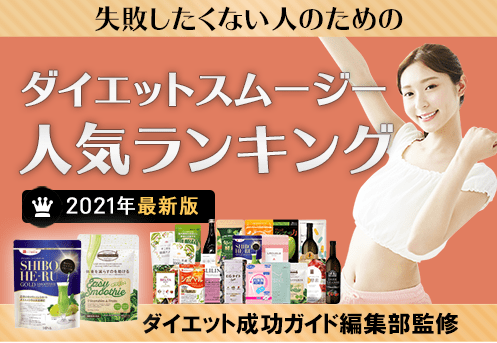 失敗したくない人のための
ダイエットスムージー
人気ランキング
2021年最新版
SHIBO
HE-RU
GOLD
Easy
Smoothie
ダイエット成功ガイド編集部監修